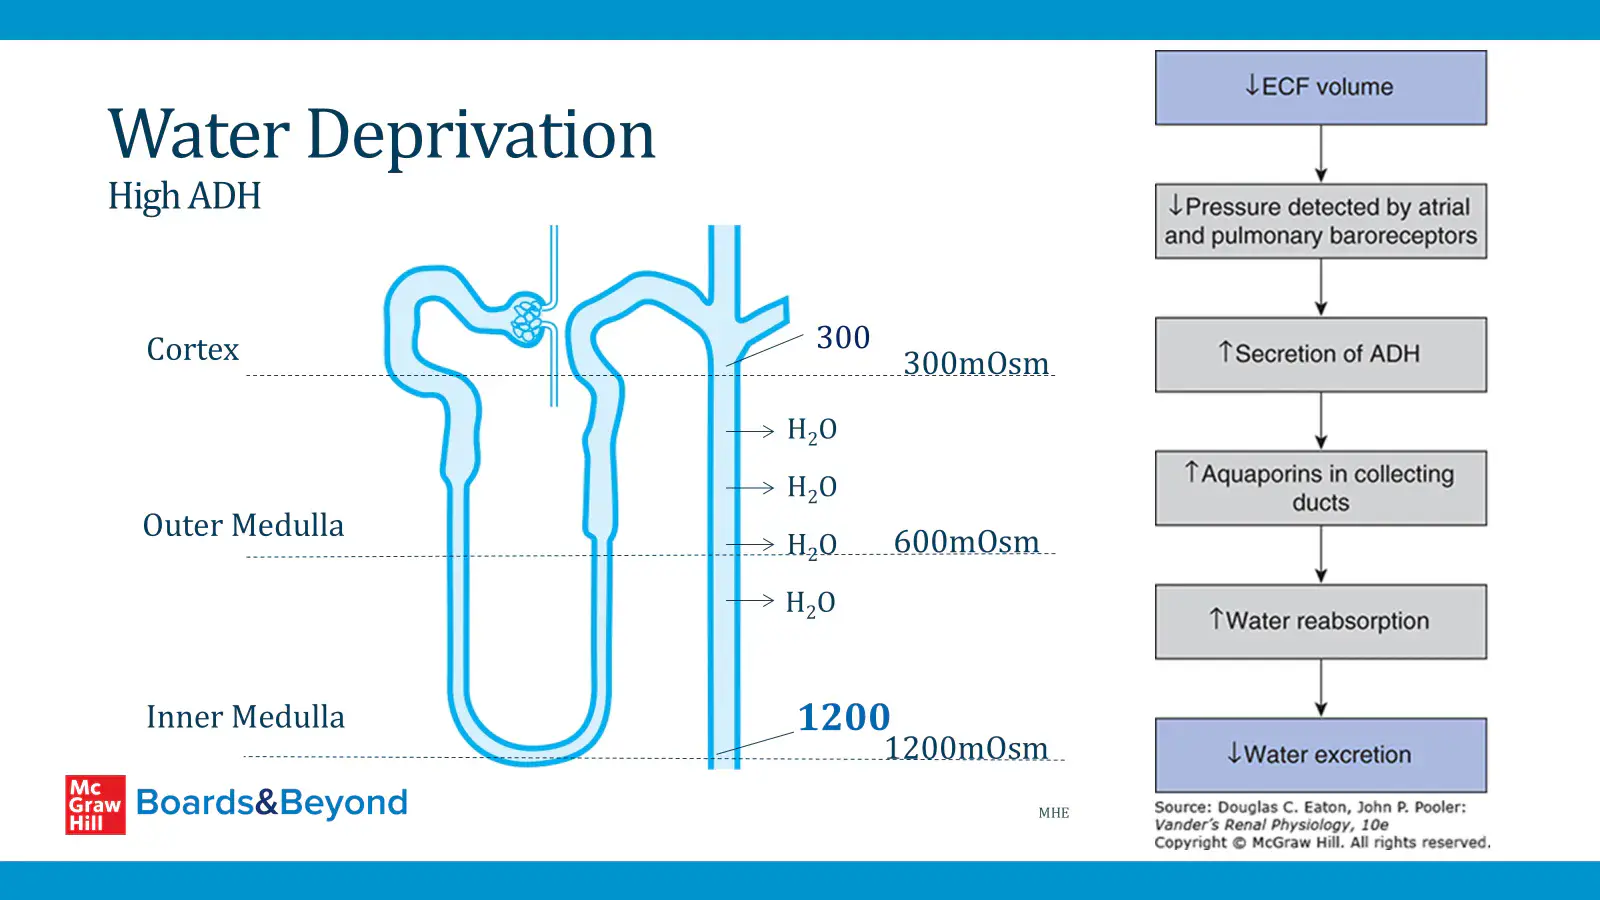 Water Deprivation
High ADH
Cortex
300
300mOsm
H₂O
H₂O
Outer Medulla
H₂O
600mOsm
H₂O
Inner Medulla
1200
1200mOsm
Mc
Graw
Hill
Boards&Beyond
MHE
↓ECF volume
↓Pressure detected by atrial
and pulmonary baroreceptors
↑Secretion of ADH
↑Aquaporins in collecting
ducts
↑Water reabsorption
↓Water excretion
Source: Douglas C. Eaton, John P. Pooler:
Vander's Renal Physiology, 10e
Copyright © McGraw Hill. All rights reserved.